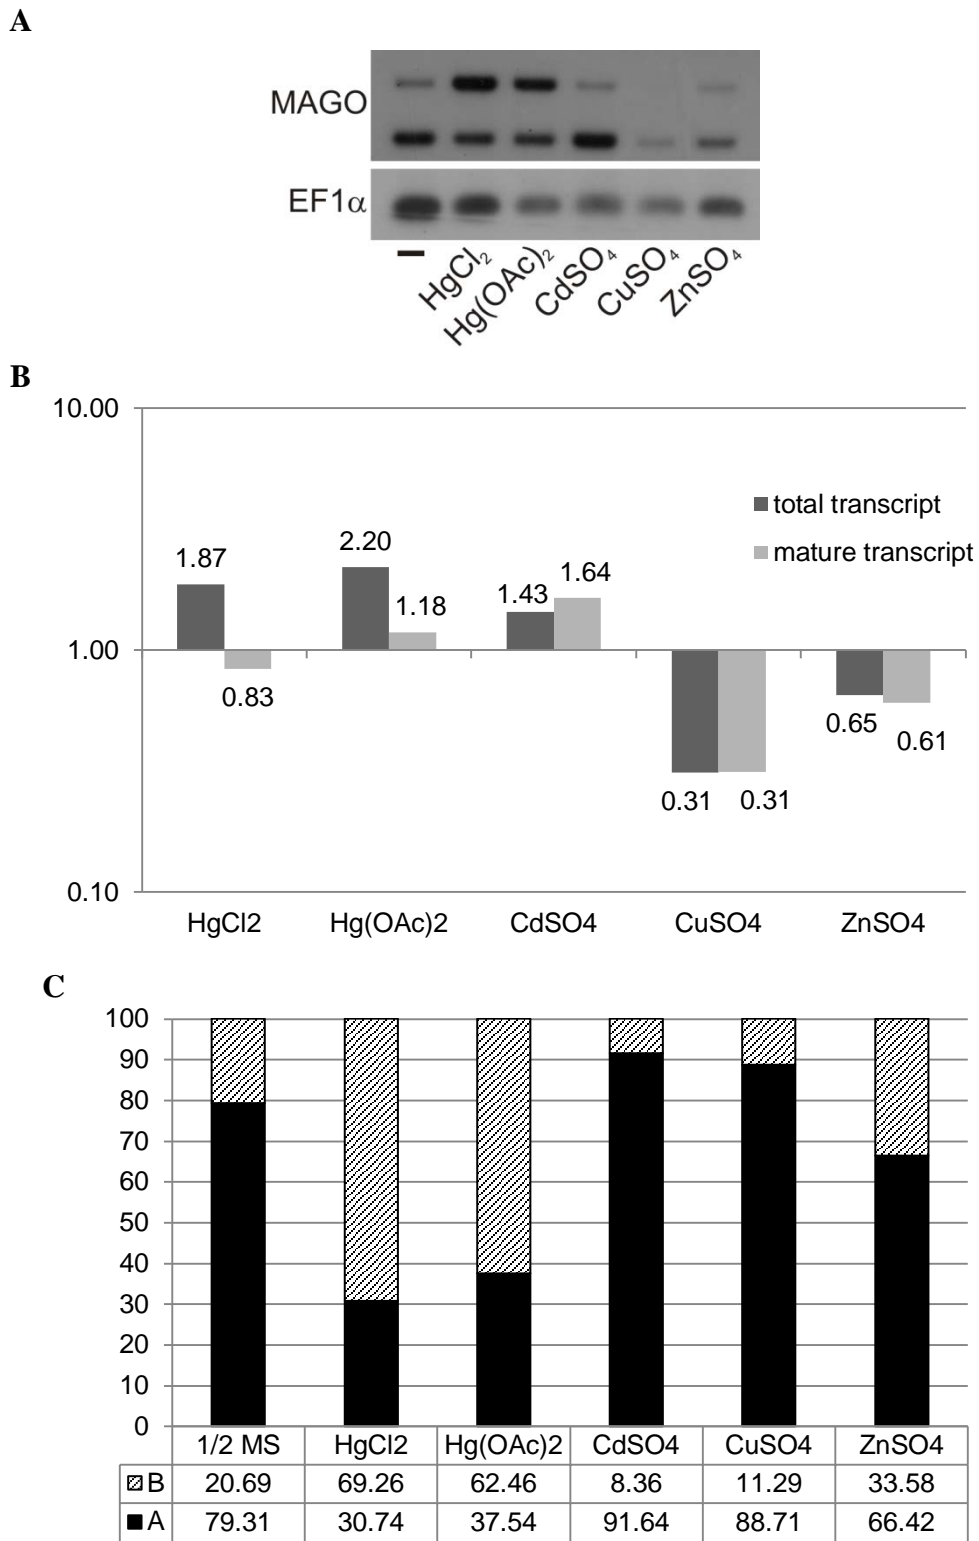 A
MAGO
EF1α
– HgCl₂ Hg(OAc)₂ CdSO₄ CuSO₄ ZnSO₄
B
10.00
total transcript
mature transcript
1.87 2.20 1.18 1.43 1.64
1.00
0.83 0.31 0.31 0.65 0.61
0.10
HgCl2 Hg(OAc)2 CdSO4 CuSO4 ZnSO4
C
100
90
80
70
60
50
40
30
20
10
0
1/2 MS HgCl2 Hg(OAc)2 CdSO4 CuSO4 ZnSO4
B 20.69 69.26 62.46 8.36 11.29 33.58
A 79.31 30.74 37.54 91.64 88.71 66.42